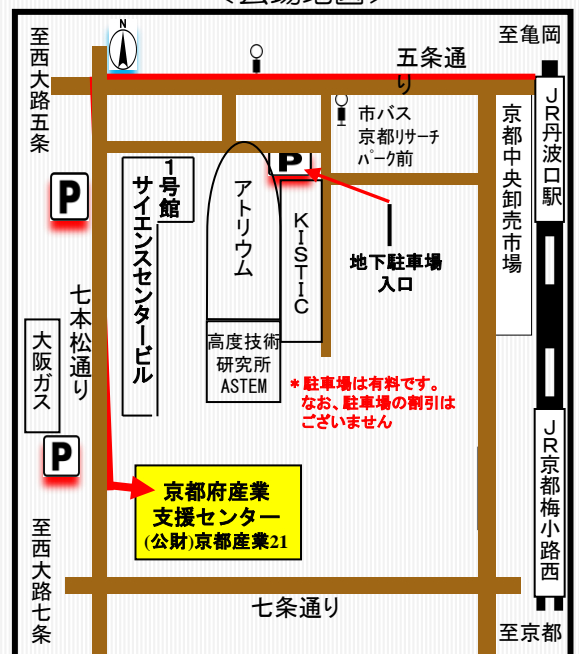 <会場地図>
N
至西大路五条
五条通り
至亀岡
市バス
京都リサーチ
パーク前
京都中央卸売市場
JR丹波口駅
1号館
サイエンスセンタービル
アトリウム
P
KISTIC
地下駐車場
入口
P
七本松通り
大阪ガス
高度技術
研究所
ASTEM
*駐車場は有料です。
なお、駐車場の割引は
ございません
P
JR京都梅小路西
京都府産業
支援センター
(公財)京都産業21
至西大路七条
七条通り
至京都